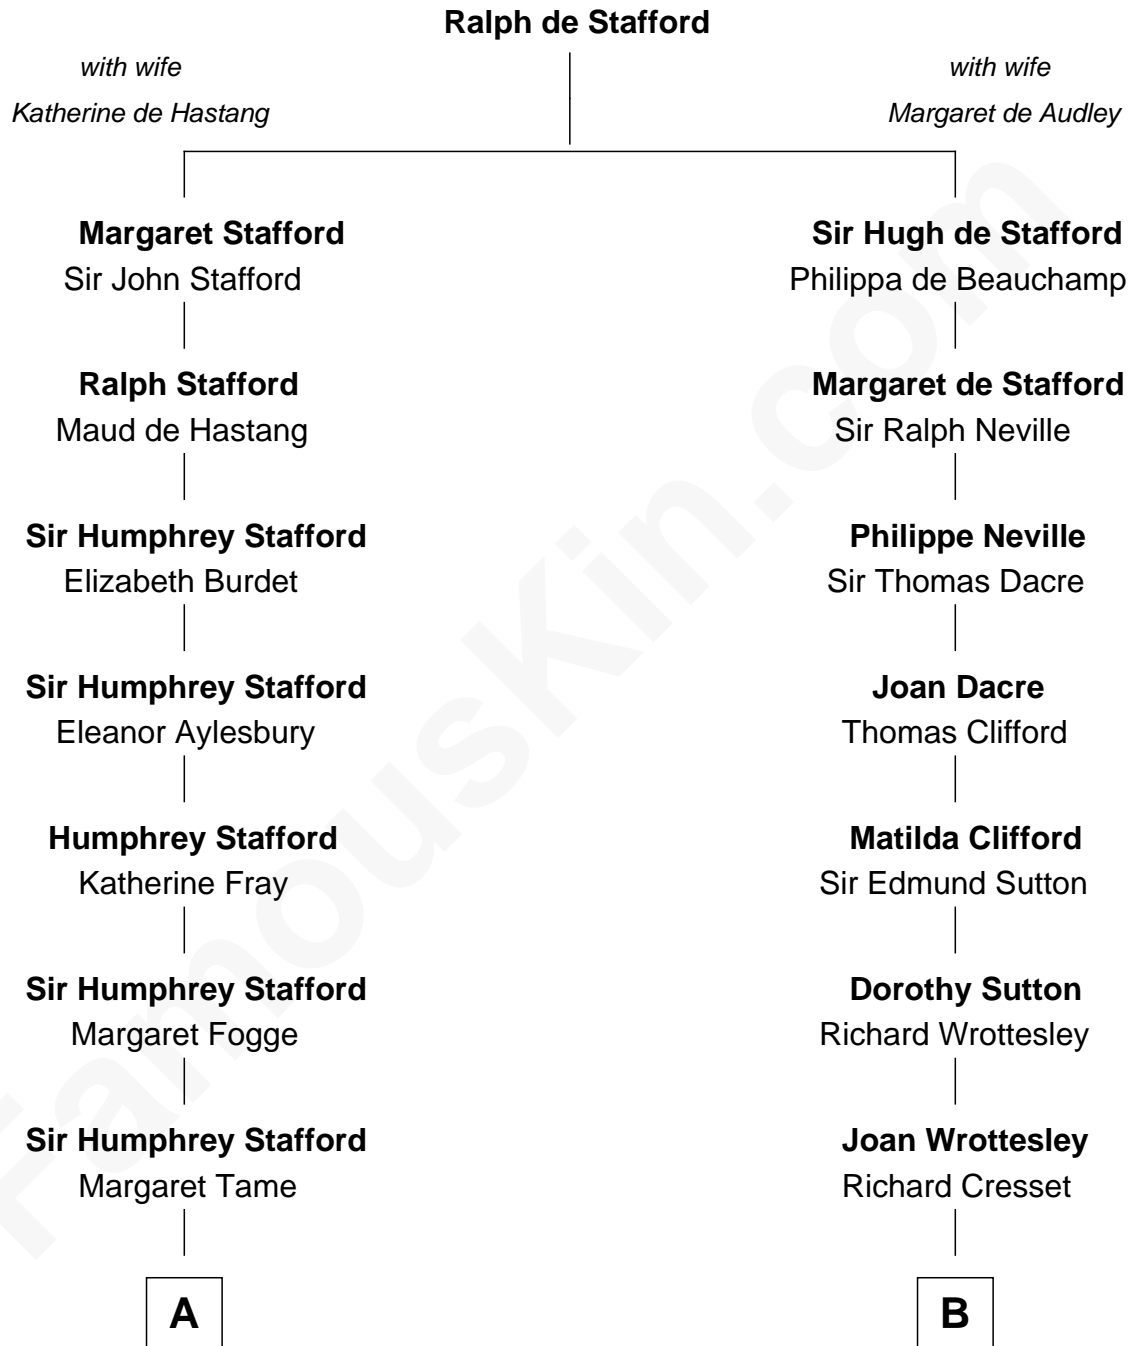 Ralph de Stafford
with wife
Katherine de Hastang
with wife
Margaret de Audley
Margaret Stafford
Sir John Stafford
Sir Hugh de Stafford
Philippa de Beauchamp
Ralph Stafford
Maud de Hastang
Margaret de Stafford
Sir Ralph Neville
Sir Humphrey Stafford
Elizabeth Burdet
Philippe Neville
Sir Thomas Dacre
Sir Humphrey Stafford
Eleanor Aylesbury
Joan Dacre
Thomas Clifford
Humphrey Stafford
Katherine Fray
Matilda Clifford
Sir Edmund Sutton
Sir Humphrey Stafford
Margaret Fogge
Dorothy Sutton
Richard Wrottesley
Sir Humphrey Stafford
Margaret Tame
Joan Wrottesley
Richard Cresset
A
B
FamousKin.com